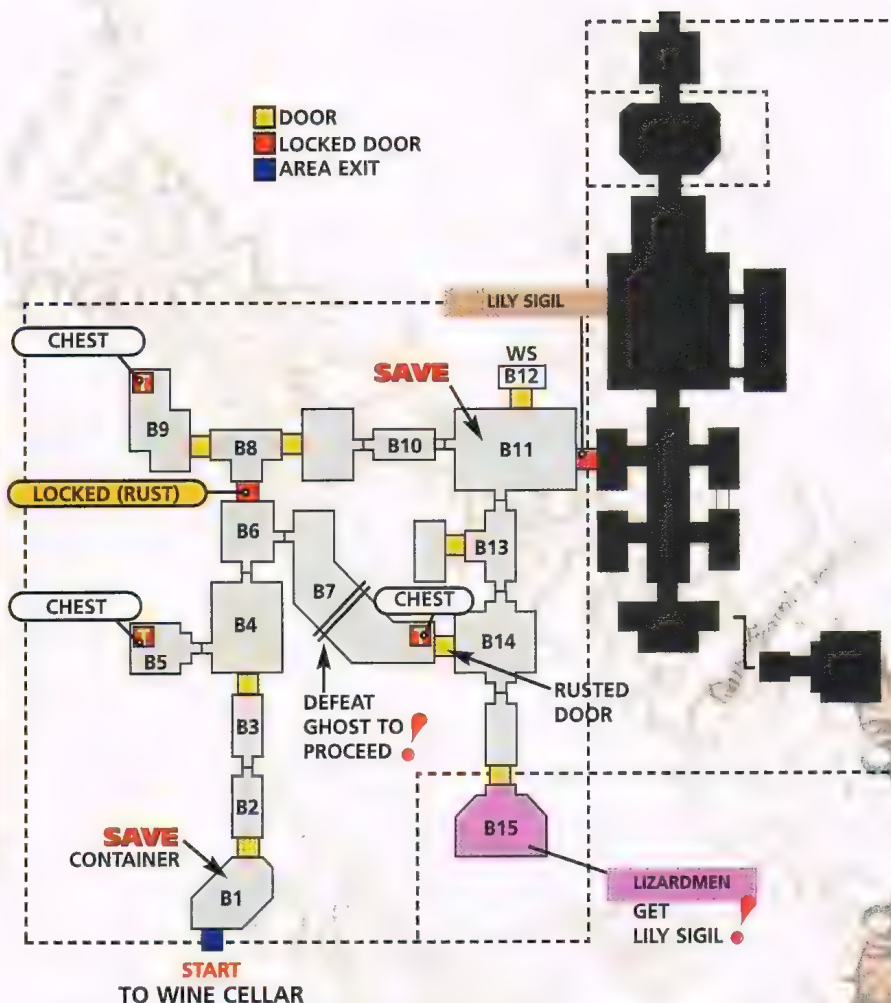 DOOR
LOCKED DOOR
AREA EXIT
LILY SIGIL
CHEST
WS
B12
SAVE
B9
B8
B10
B11
LOCKED (RUST)
B6
B13
B7
CHEST
CHEST
B4
B14
B5
RUSTED
DOOR
DEFEAT
GHOST TO
PROCEED !
B3
B2
B15
SAVE
CONTAINER
B1
LIZARDMEN
GET
LILY SIGIL !
START
TO WINE CELLAR